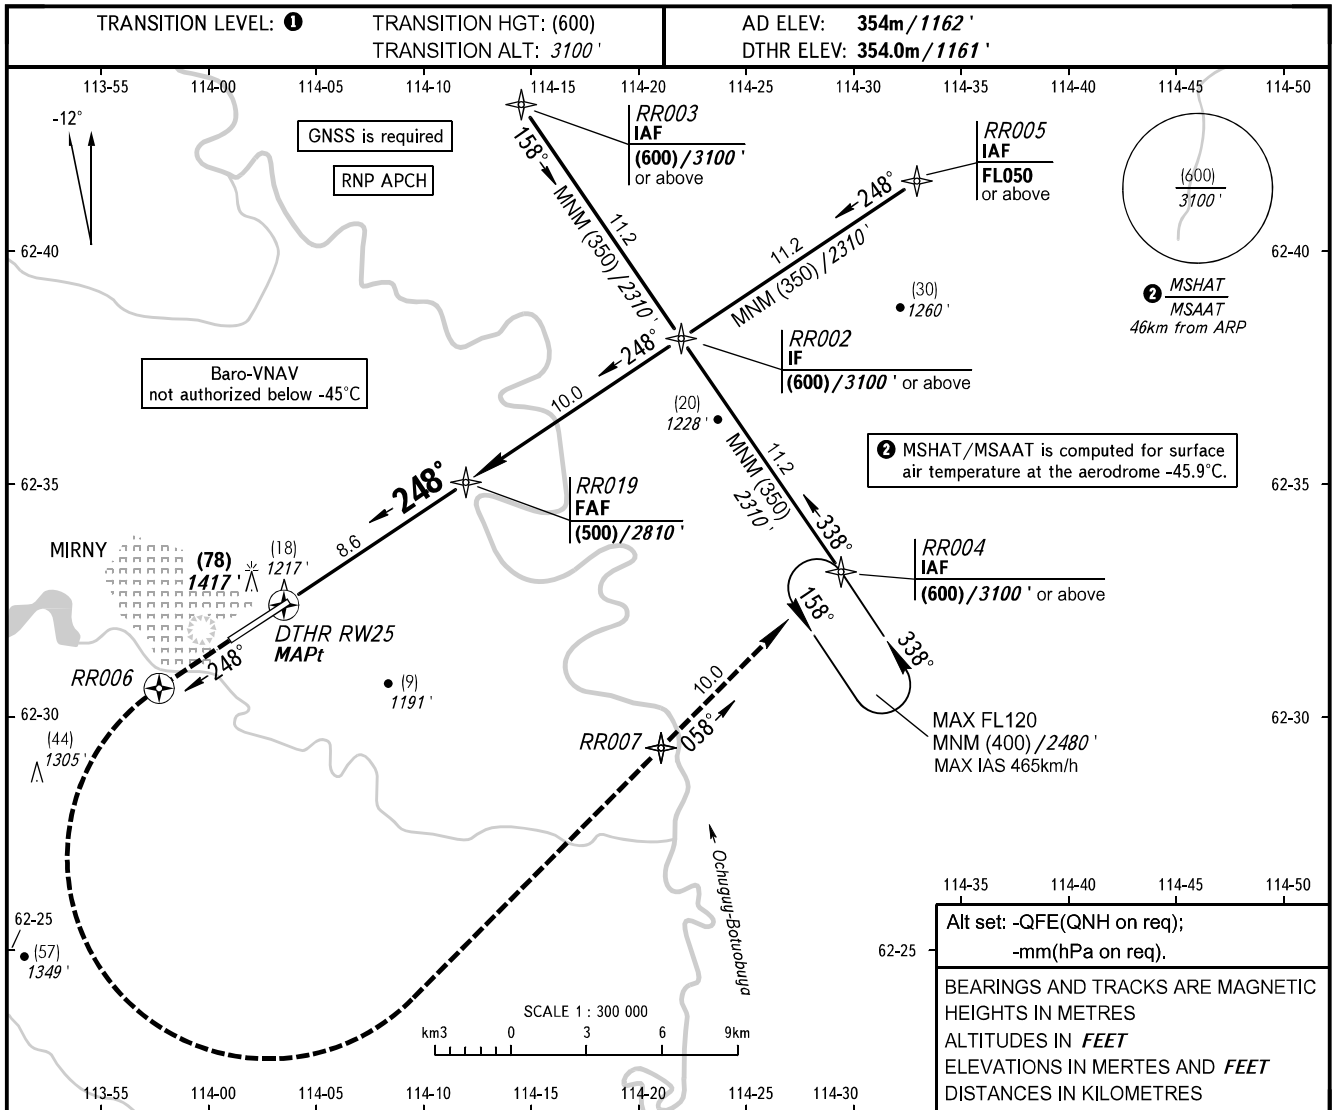 TRANSITION LEVEL: ❶
TRANSITION HGT: (600)
TRANSITION ALT: 3100 '
AD ELEV: 354m/1162 '
DTHR ELEV: 354.0m/1161 '
113-55 114-00 114-05 114-10 114-15 114-20 114-25 114-30 114-35 114-40 114-45 114-50
-12°
GNSS is required
RNP APCH
RR003
IAF
(600)/3100 '
or above
RR005
IAF
FL050
or above
(600)
3100 '
158°
11.2
MNM (350)/2310 '
248°
11.2
MNM (350)/2310 '
62-40
62-40
❷ MSHAT
MSAAT
46km from ARP
(30)
1260 '
RR002
IF
(600)/3100 ' or above
248°
10.0
Baro-VNAV
not authorized below -45°C
(20)
1228 '
11.2
MNM (350)
2310 '
338°
❷ MSHAT/MSAAT is computed for surface
air temperature at the aerodrome -45.9°C.
62-35
62-35
RR019
FAF
(500)/2810 '
248°
8.6
MIRNY
(78)
1417 '
(18)
1217 '
RR004
IAF
(600)/3100 ' or above
158°
338°
DTHR RW25
MAPt
248°
RR006
(9)
1191 '
10.0
058°
RR007
MAX FL120
MNM (400)/2480 '
MAX IAS 465km/h
62-30
62-30
(44)
1305 '
Ochuguy-Botuobuya
114-35 114-40 114-45 114-50
62-25
(57)
1349 '
62-25
Alt set: -QFE(QNH on req);
-mm(hPa on req).
BEARINGS AND TRACKS ARE MAGNETIC
HEIGHTS IN METRES
ALTITUDES IN FEET
ELEVATIONS IN MERTES AND FEET
DISTANCES IN KILOMETRES
SCALE 1 : 300 000
km3 0 3 6 9km
113-55 114-00 114-05 114-10 114-15 114-20 114-25 114-30